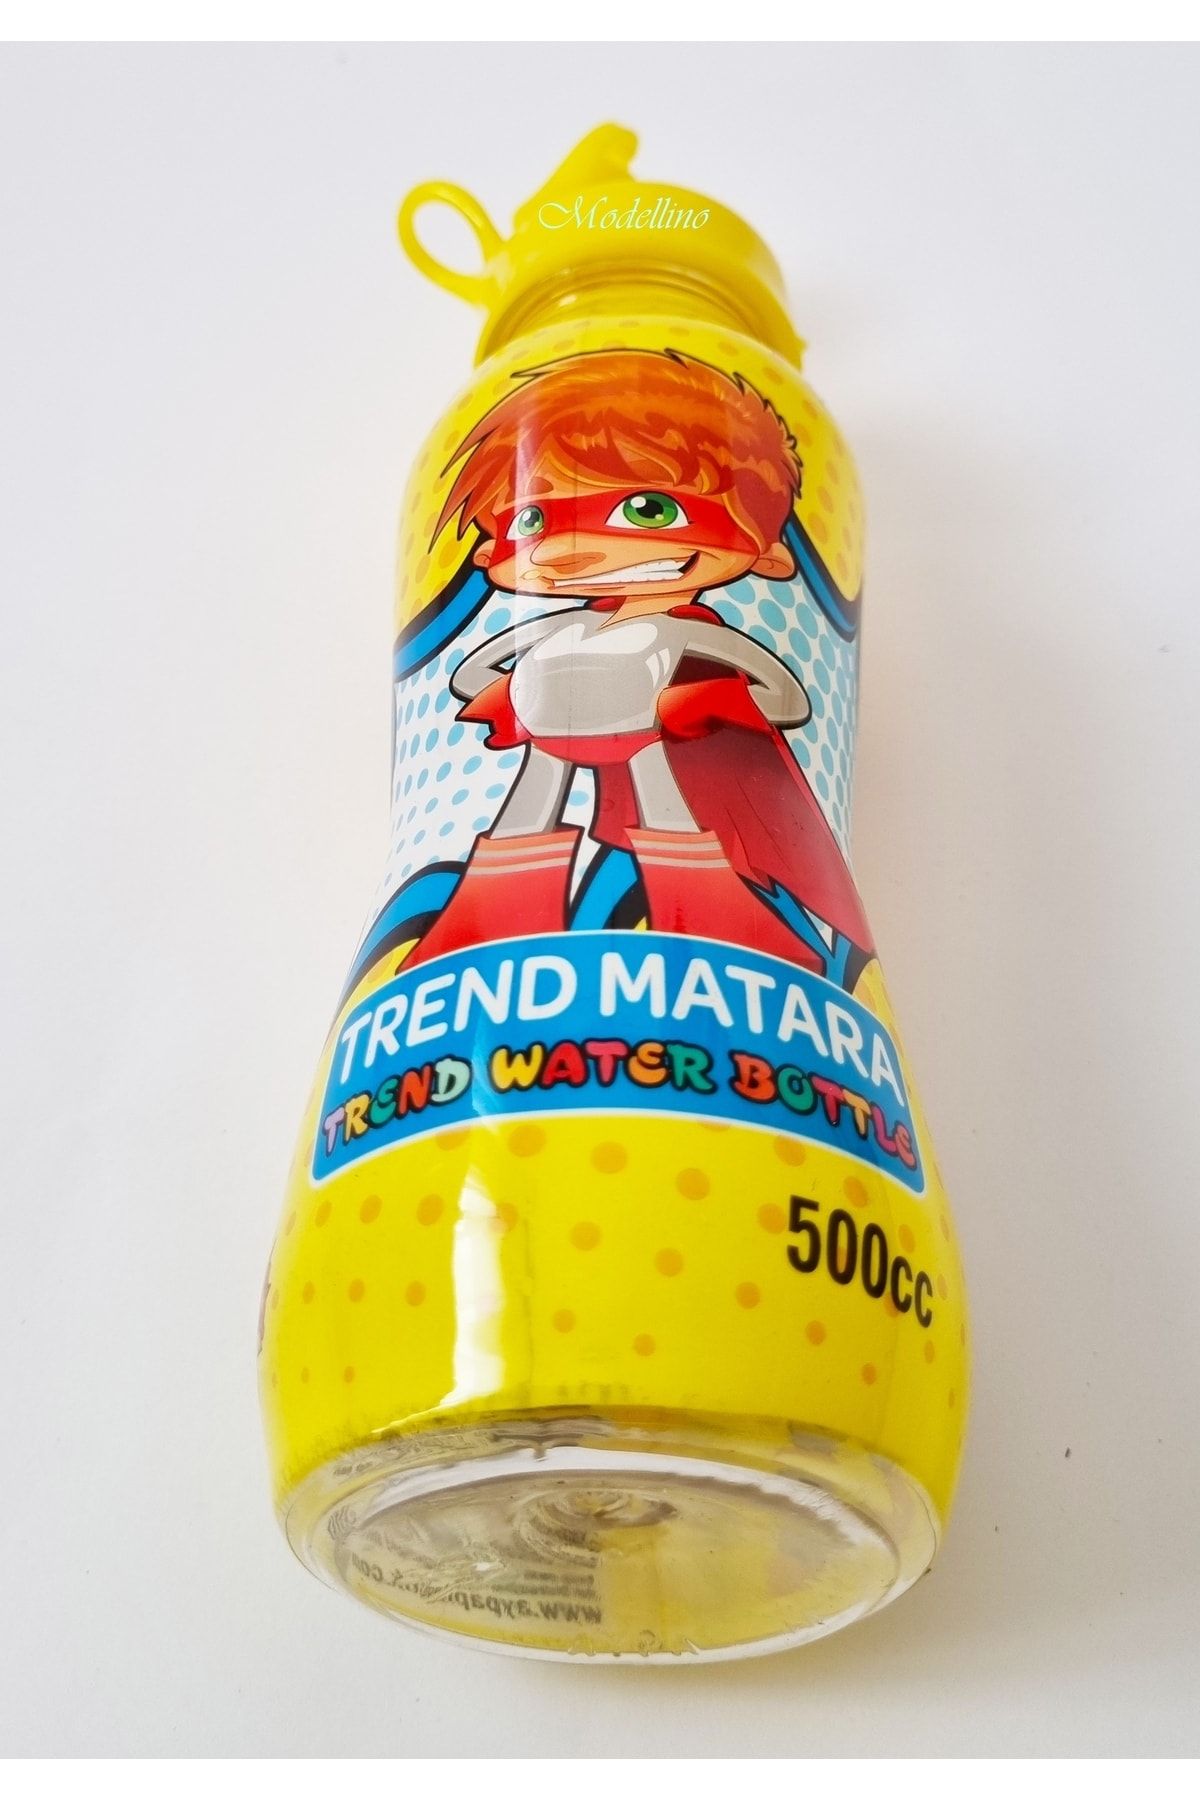 Modellino
TREND MATARA
TREND WATER BOTTLE
500cc